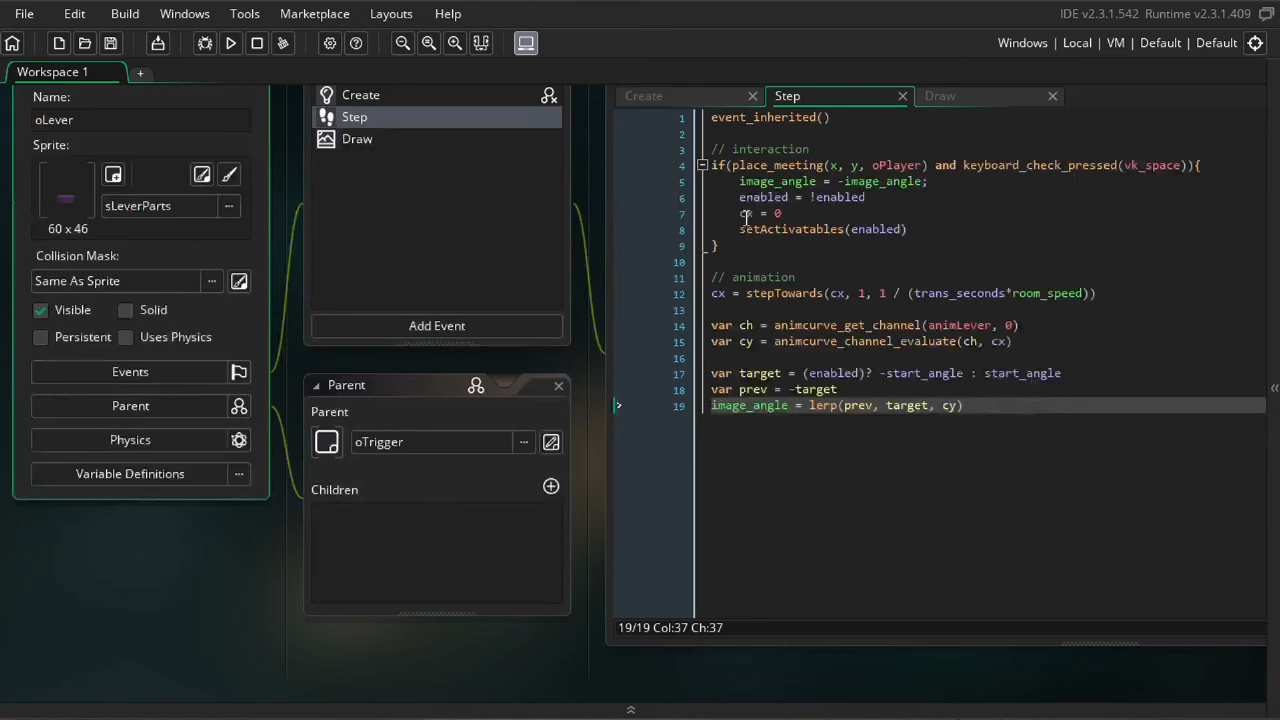 File Edit Build Windows Tools Marketplace Layouts Help
IDE v2.3.1.542 Runtime v2.3.1.409
Windows | Local | VM | Default | Default
Workspace 1 +
Name:
oLever
Sprite:
sLeverParts ...
60 x 46
Collision Mask:
Same As Sprite ...
Visible Solid
Persistent Uses Physics
Events
Parent
Physics
Variable Definitions ...
Create
Step
Draw
Add Event
Parent
Parent
oTrigger ...
Children
Create Step Draw
1 event_inherited()
2
3 // interaction
4 if(place_meeting(x, y, oPlayer) and keyboard_check_pressed(vk_space)){
5 image_angle = -image_angle;
6 enabled = !enabled
7 cx = 0
8 setActivatables(enabled)
9 }
10
11 // animation
12 cx = stepTowards(cx, 1, 1 / (trans_seconds*room_speed))
13
14 var ch = animcurve_get_channel(animLever, 0)
15 var cy = animcurve_channel_evaluate(ch, cx)
16
17 var target = (enabled)? -start_angle : start_angle
18 var prev = -target
19 image_angle = lerp(prev, target, cy)
19/19 Col:37 Ch:37